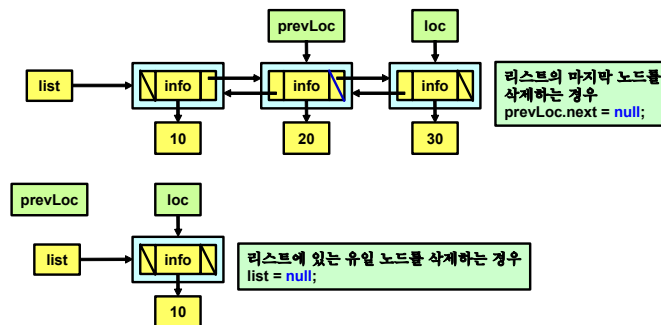 prevLoc
loc
list
info
info
info
10
20
30
리스트의 마지막 노드를
삭제하는 경우
prevLoc.next = null;
prevLoc
loc
list
info
10
리스트에 있는 유일 노드를 삭제하는 경우
list = null;